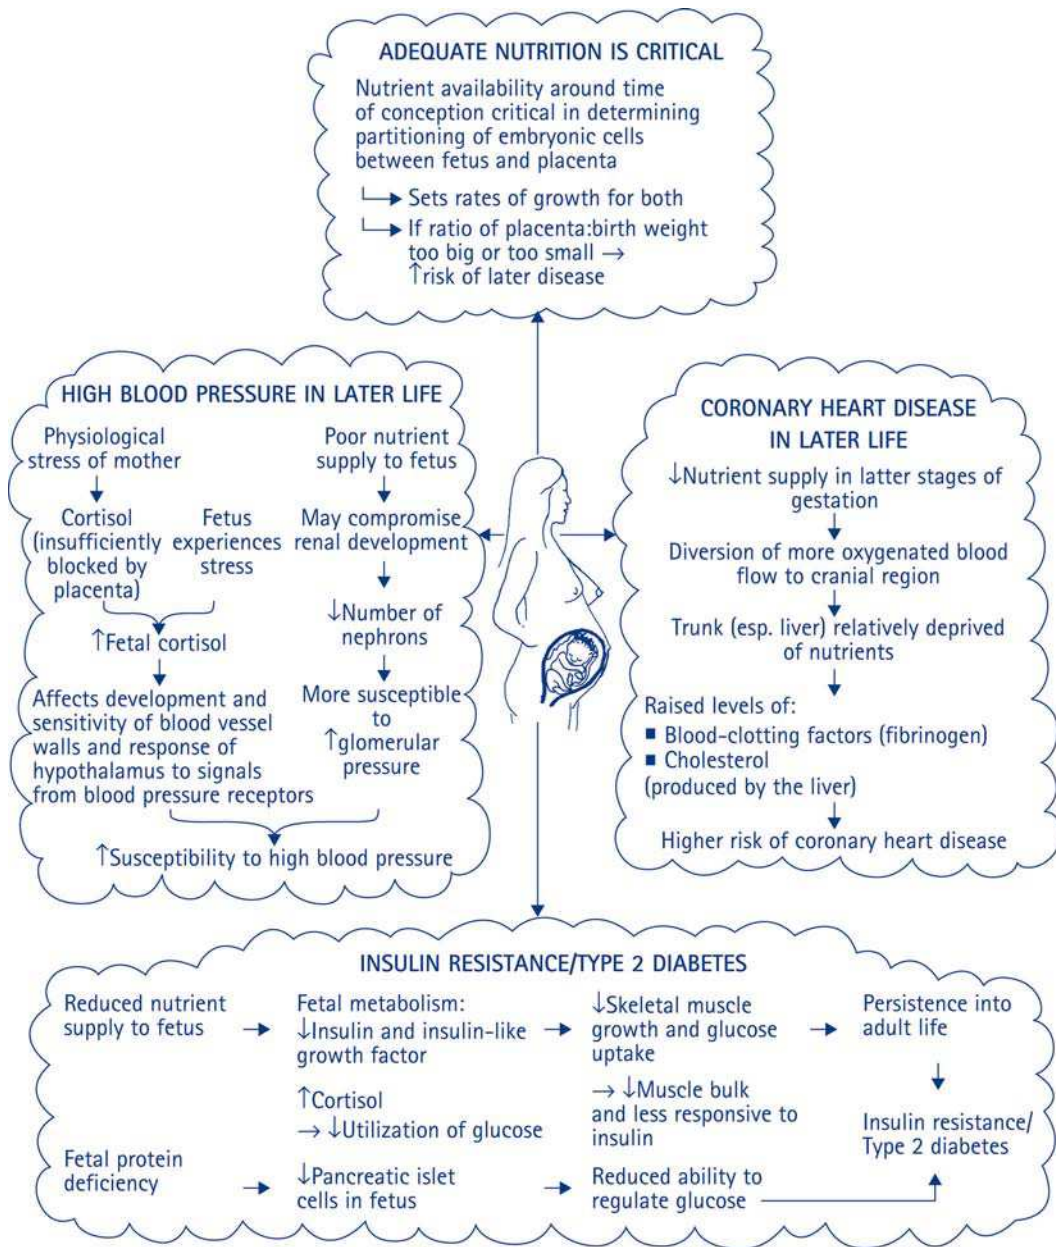 ADEQUATE NUTRITION IS CRITICAL
Nutrient availability around time
of conception critical in determining
partitioning of embryonic cells
between fetus and placenta
Sets rates of growth for both
If ratio of placenta:birth weight
too big or too small →
↑risk of later disease
HIGH BLOOD PRESSURE IN LATER LIFE
Physiological
stress of mother
Cortisol
(insufficiently
blocked by
placenta)
Fetus
experiences
stress
↑Fetal cortisol
Affects development and
sensitivity of blood vessel
walls and response of
hypothalamus to signals
from blood pressure receptors
Poor nutrient
supply to fetus
May compromise
renal development
↓Number of
nephrons
More susceptible
to
↑glomerular
pressure
↑Susceptibility to high blood pressure
CORONARY HEART DISEASE
IN LATER LIFE
↓Nutrient supply in latter stages of
gestation
Diversion of more oxygenated blood
flow to cranial region
Trunk (esp. liver) relatively deprived
of nutrients
Raised levels of:
■ Blood-clotting factors (fibrinogen)
■ Cholesterol
(produced by the liver)
Higher risk of coronary heart disease
INSULIN RESISTANCE/TYPE 2 DIABETES
Reduced nutrient
supply to fetus
Fetal metabolism:
↓Insulin and insulin-like
growth factor
↑Cortisol
→ ↓Utilization of glucose
↓Skeletal muscle
growth and glucose
uptake
→ ↓Muscle bulk
and less responsive to
insulin
Persistence into
adult life
Insulin resistance/
Type 2 diabetes
Fetal protein
deficiency
↓Pancreatic islet
cells in fetus
Reduced ability to
regulate glucose